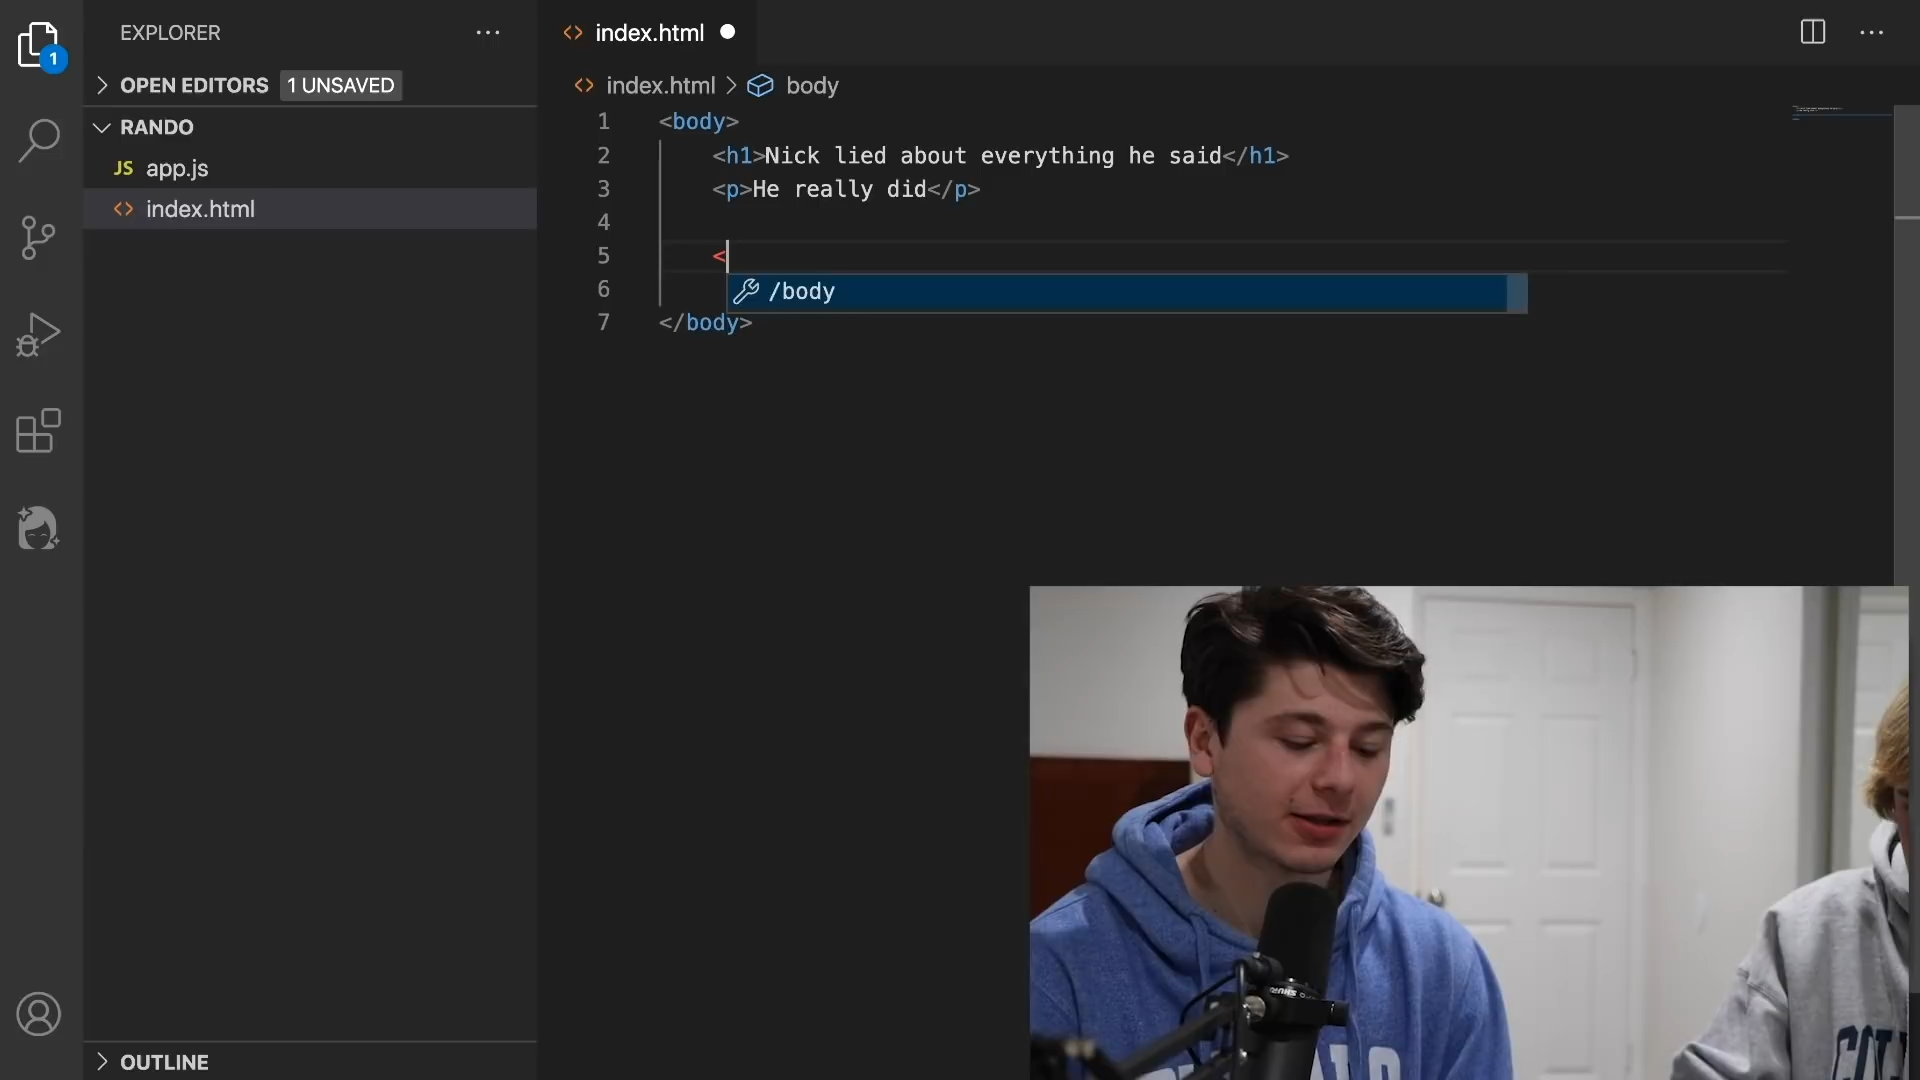 1
EXPLORER
OPEN EDITORS 1 UNSAVED
RANDO
JS app.js
<> index.html
OUTLINE
<> index.html
<> index.html > body
1 <body>
2 <h1>Nick lied about everything he said</h1>
3 <p>He really did</p>
4
5 <
/body
6
7 </body>
SHURE